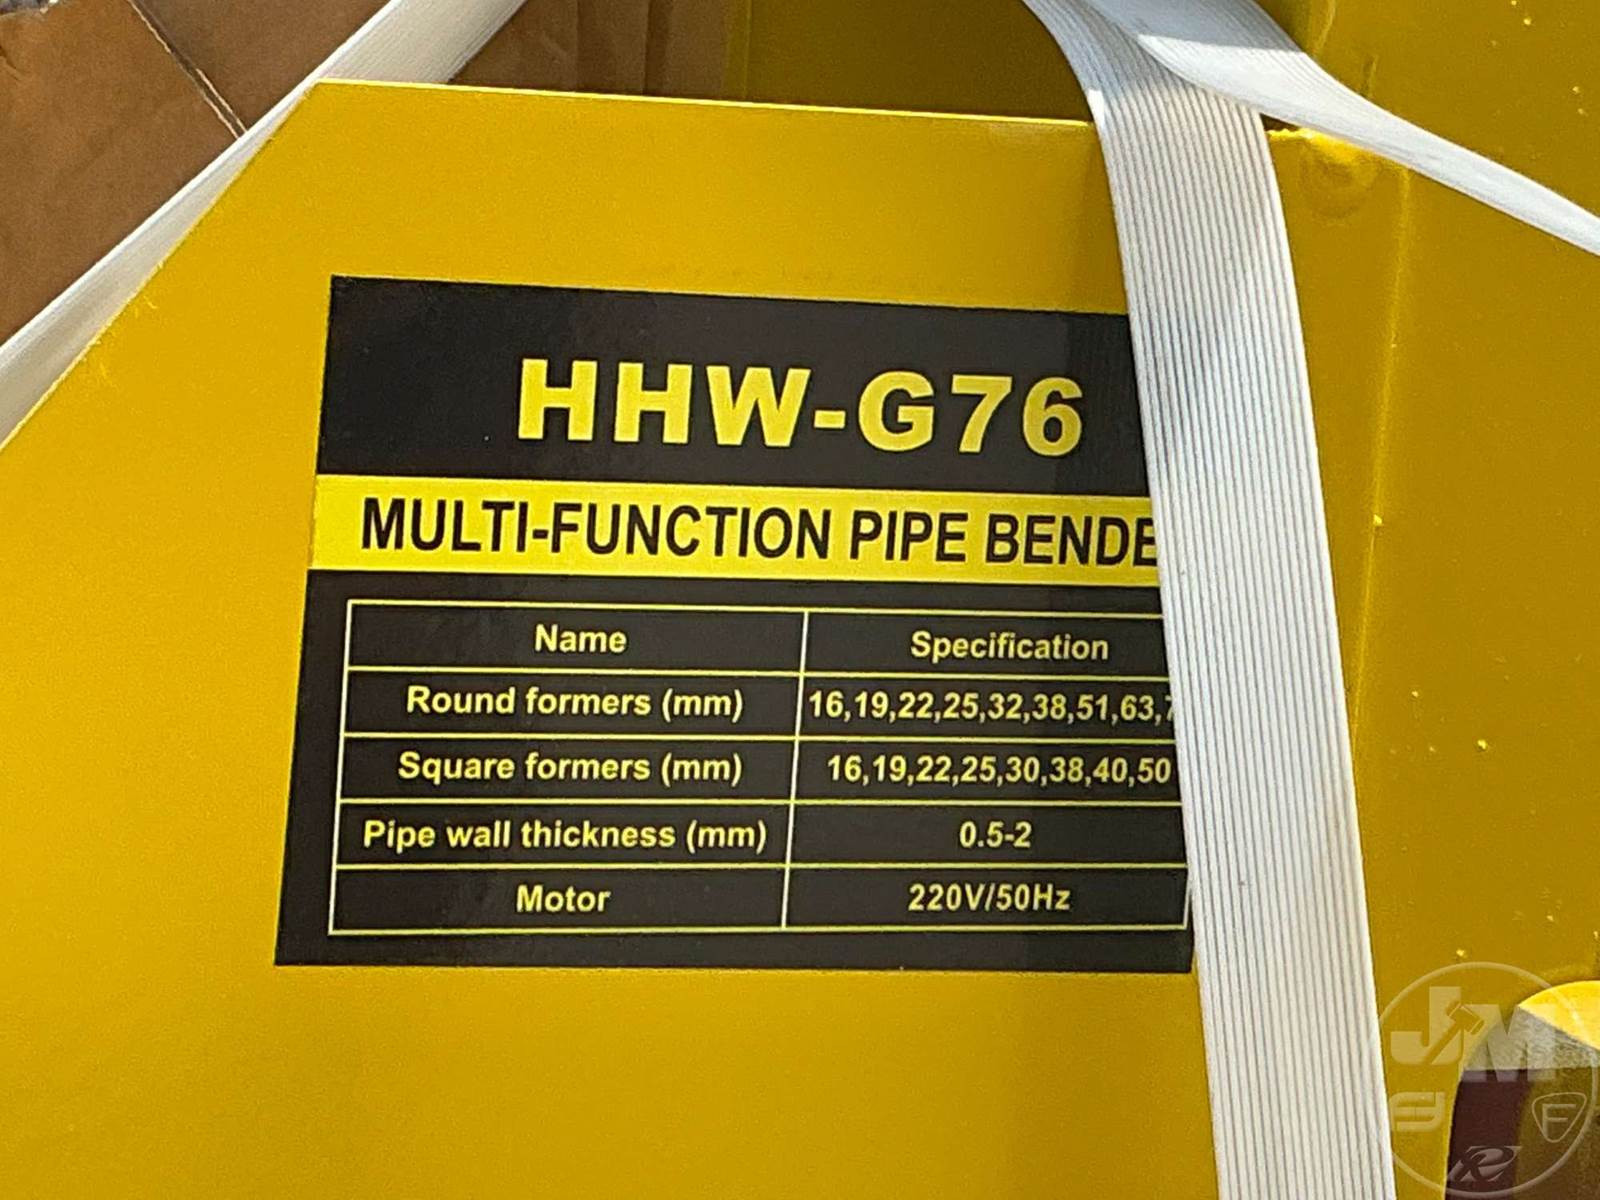 HHW-G76
MULTI-FUNCTION PIPE BENDE
Name Specification
Round formers (mm) 16,19,22,25,32,38,51,63,
Square formers (mm) 16,19,22,25,30,38,40,50
Pipe wall thickness (mm) 0.5-2
Motor 220V/50Hz
JM